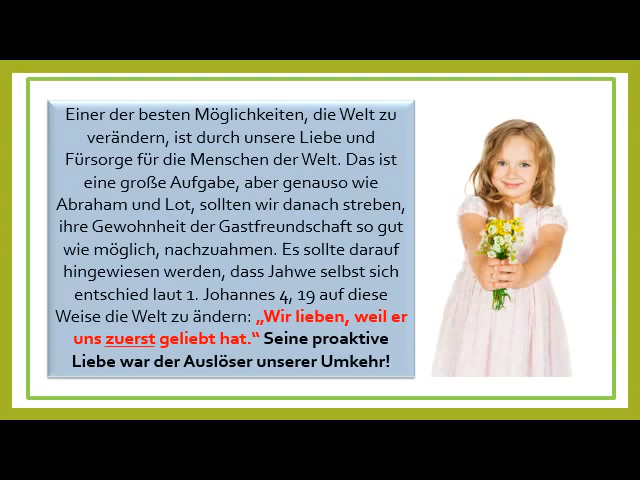 Einer der besten Möglichkeiten, die Welt zu
verändern, ist durch unsere Liebe und
Fürsorge für die Menschen der Welt. Das ist
eine große Aufgabe, aber genauso wie
Abraham und Lot, sollten wir danach streben,
ihre Gewohnheit der Gastfreundschaft so gut
wie möglich, nachzuahmen. Es sollte darauf
hingewiesen werden, dass Jahwe selbst sich
entschied laut 1. Johannes 4, 19 auf diese
Weise die Welt zu ändern: „Wir lieben, weil er
uns zuerst geliebt hat.“ Seine proaktive
Liebe war der Auslöser unserer Umkehr!